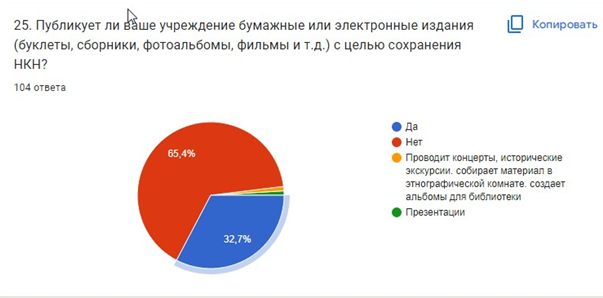 25. Публикует ли ваше учреждение бумажные или электронные издания
(буклеты, сборники, фотоальбомы, фильмы и т.д.) с целью сохранения
НКН?
Копировать
104 ответа
65,4%
32,7%
Да
Нет
Проводит концерты, исторические
экскурсии. собирает материал в
этнографической комнате. создает
альбомы для библиотеки
Презентации